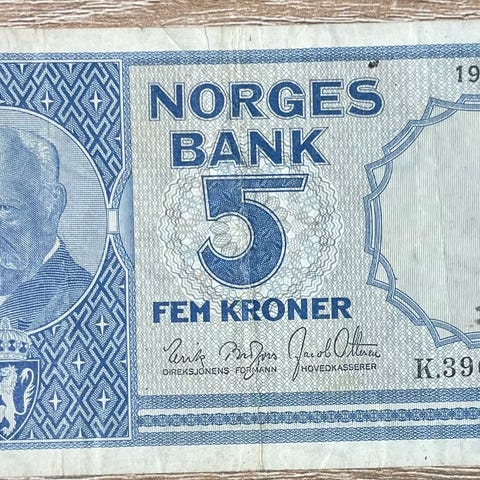 19
NORGES
BANK
5
FEM KRONER
DIREKSJONENS FORMANN HOVEDKASSERER
K.39